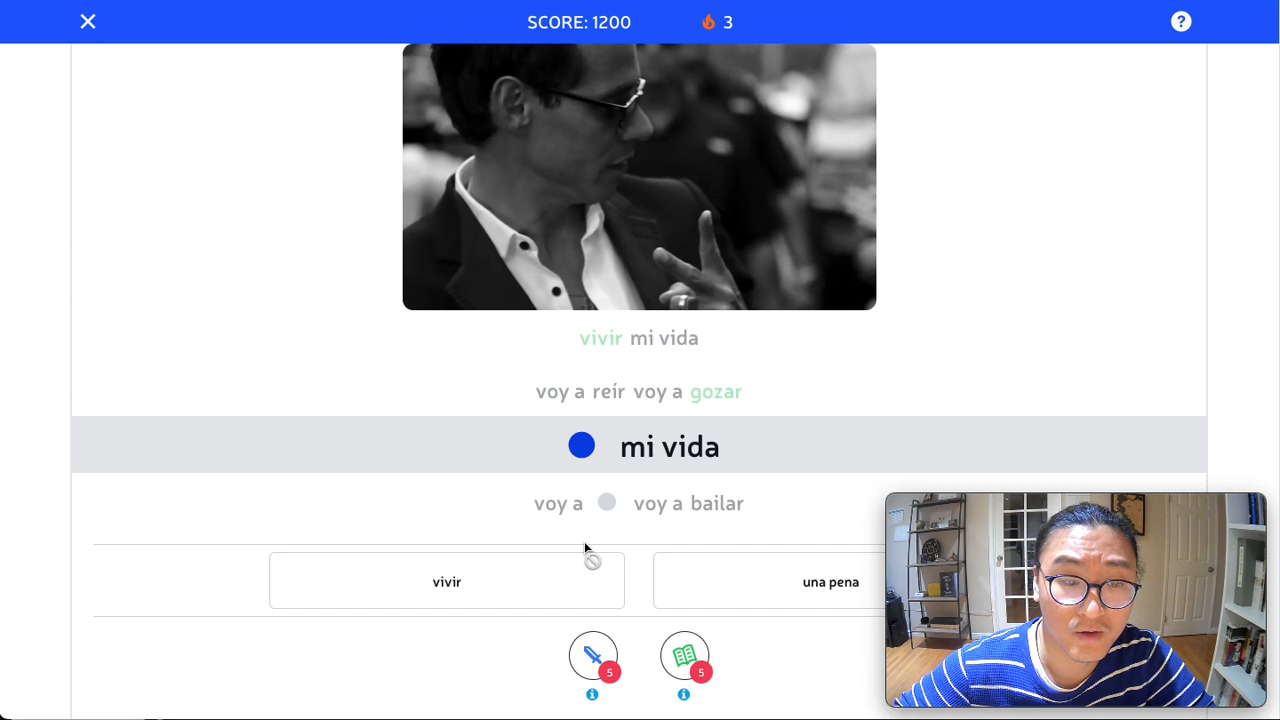 SCORE: 1200 3 ?
vivir mi vida
voy a reír voy a gozar
mi vida
voy a voy a bailar
vivir una pena
5 5
i i